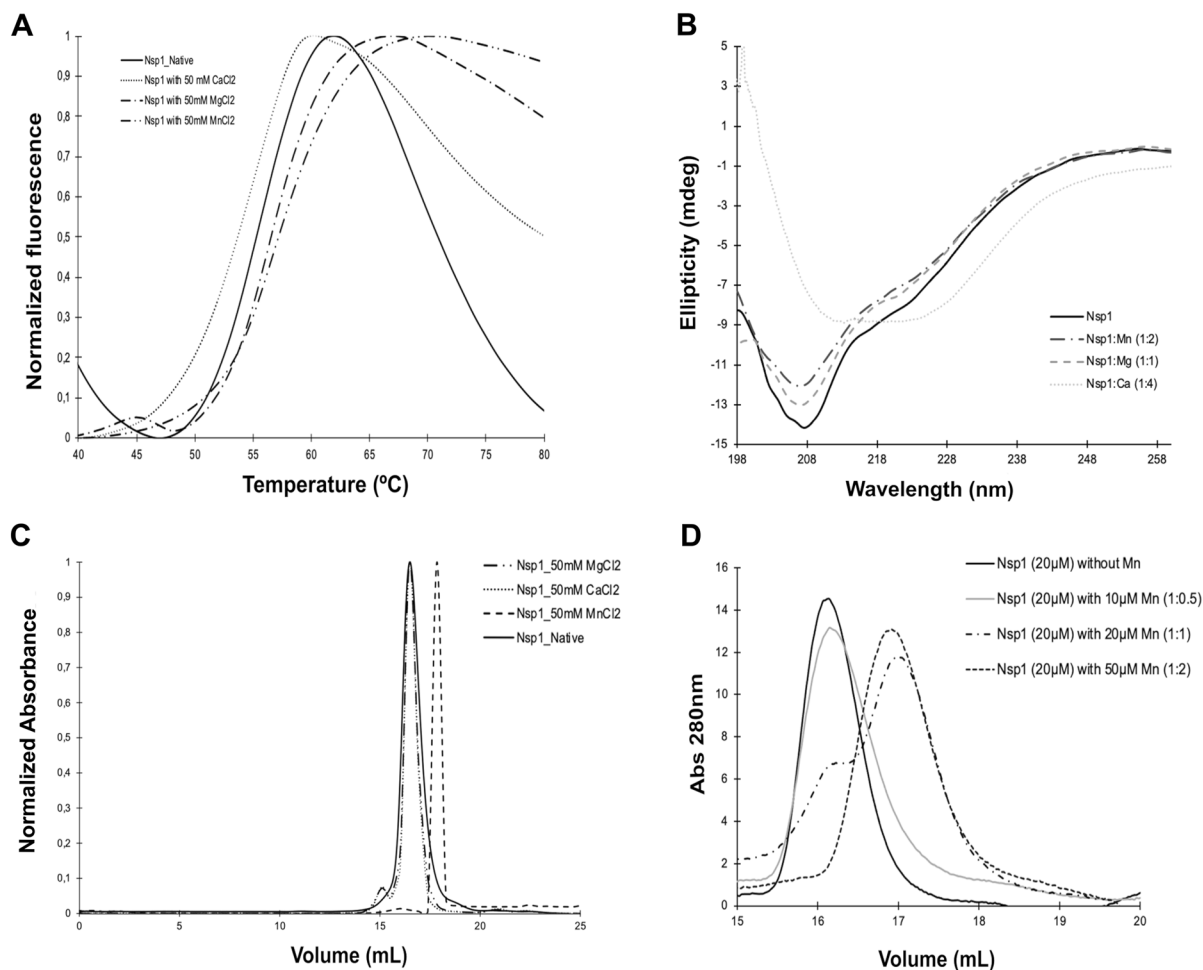 A
Normalized fluorescence
1
0,9
0,8
0,7
0,6
0,5
0,4
0,3
0,2
0,1
0
Nsp1_Native
Nsp1 with 50 mM CaCl2
Nsp1 with 50mM MgCl2
Nsp1 with 50mM MnCl2
40 45 50 55 60 65 70 75 80
Temperature (ºC)
B
Ellipticity (mdeg)
5
3
1
-1
-3
-5
-7
-9
-11
-13
-15
Nsp1
Nsp1:Mn (1:2)
Nsp1:Mg (1:1)
Nsp1:Ca (1:4)
198 208 218 228 238 248 258
Wavelength (nm)
C
Normalized Absorbance
1
0,9
0,8
0,7
0,6
0,5
0,4
0,3
0,2
0,1
0
Nsp1_50mM MgCl2
Nsp1_50mM CaCl2
Nsp1_50mM MnCl2
Nsp1_Native
0 5 10 15 20 25
Volume (mL)
D
Abs 280nm
16
14
12
10
8
6
4
2
0
Nsp1 (20µM) without Mn
Nsp1 (20µM) with 10µM Mn (1:0.5)
Nsp1 (20µM) with 20µM Mn (1:1)
Nsp1 (20µM) with 50µM Mn (1:2)
15 16 17 18 19 20
Volume (mL)